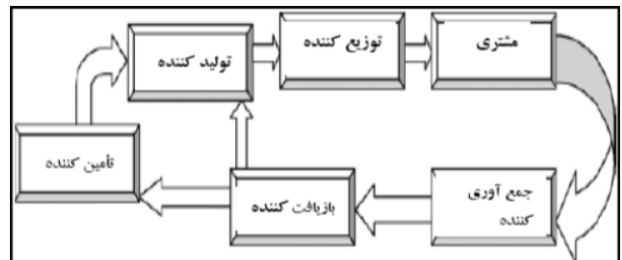 مشتری
توزیع کننده
تولید کننده
تأمین کننده
جمع آوری
کننده
بازیافت کننده